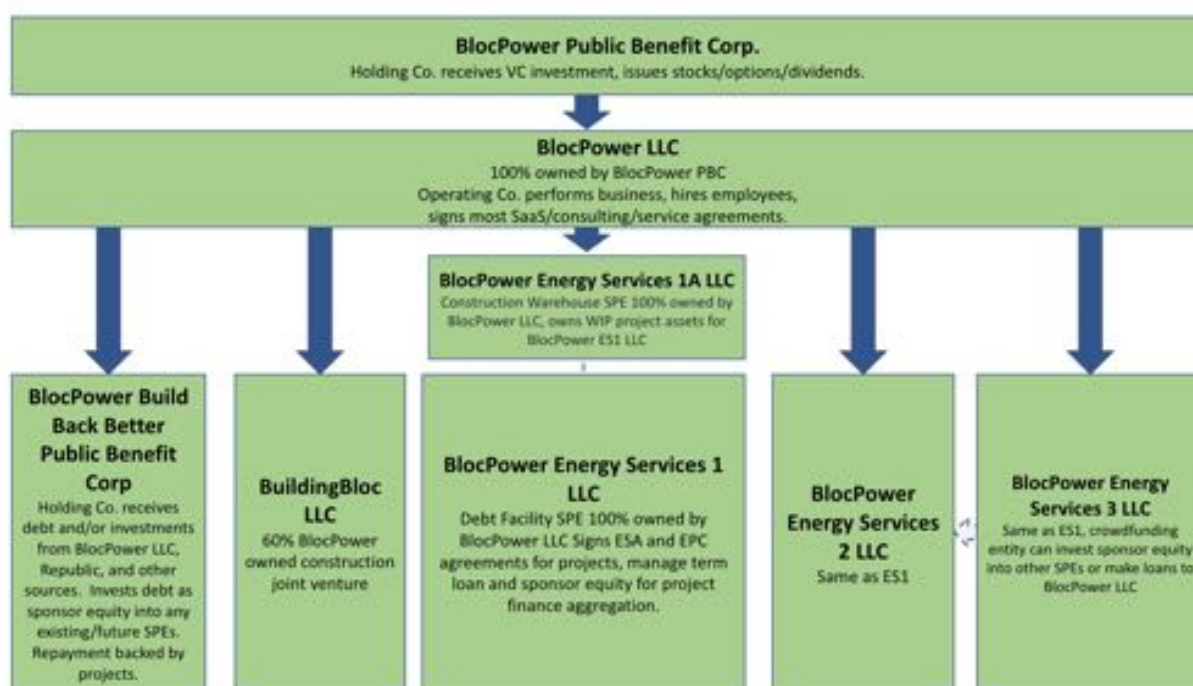 BlocPower Public Benefit Corp.
Holding Co. receives VC investment, issues stocks/options/dividends.
BlocPower LLC
100% owned by BlocPower PBC
Operating Co. performs business, hires employees,
signs most SaaS/consulting/service agreements.
BlocPower Energy Services 1A LLC
Construction Warehouse SPE 100% owned by
BlocPower LLC, owns WIP project assets for
BlocPower ES1 LLC
BlocPower Build
Back Better
Public Benefit
Corp
Holding Co. receives
debt and/or investments
from BlocPower LLC,
Republic, and other
sources. Invests debt as
sponsor equity into any
existing/future SPEs.
Repayment backed by
projects.
BuildingBloc
LLC
60% BlocPower
owned construction
joint venture
BlocPower Energy Services 1
LLC
Debt Facility SPE 100% owned by
BlocPower LLC Signs ESA and EPC
agreements for projects, manage term
loan and sponsor equity for project
finance aggregation.
BlocPower
Energy Services
2 LLC
Same as ES1
BlocPower Energy
Services 3 LLC
Same as ES1, crowdfunding
entity can invest sponsor equity
into other SPEs or make loans to
BlocPower LLC